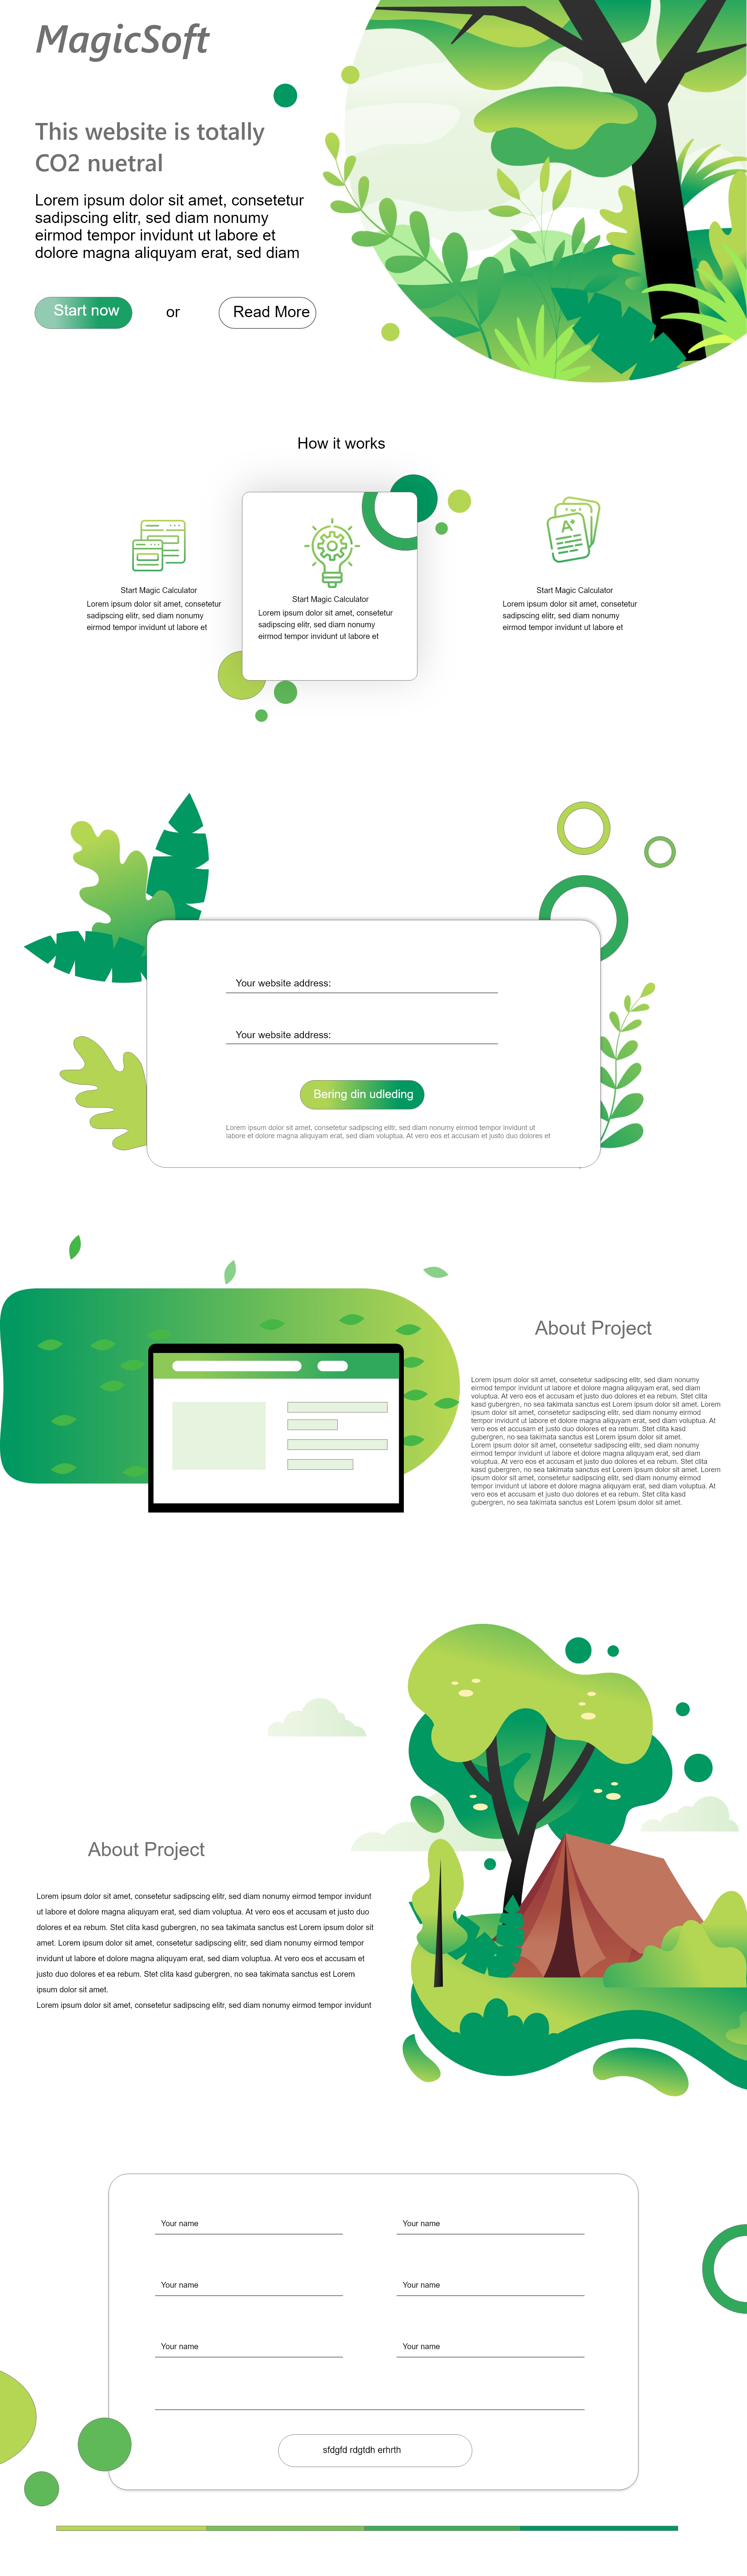 MagicSoft
This website is totally
CO2 nuetral
Lorem ipsum dolor sit amet, consetetur
sadipscing elitr, sed diam nonumy
eirmod tempor invidunt ut labore et
dolore magna aliquyam erat, sed diam
Start now
or
Read More
How it works
Start Magic Calculator
Lorem ipsum dolor sit amet, consetetur
sadipscing elitr, sed diam nonumy
eirmod tempor invidunt ut labore et
Start Magic Calculator
Lorem ipsum dolor sit amet, consetetur
sadipscing elitr, sed diam nonumy
eirmod tempor invidunt ut labore et
A+
Start Magic Calculator
Lorem ipsum dolor sit amet, consetetur
sadipscing elitr, sed diam nonumy
eirmod tempor invidunt ut labore et
Your website address:
Your website address:
Bering din udleding
Lorem ipsum dolor sit amet, consetetur sadipscing elitr, sed diam nonumy eirmod tempor invidunt ut
labore et dolore magna aliquyam erat, sed diam voluptua. At vero eos et accusam et justo duo dolores et
About Project
Lorem ipsum dolor sit amet, consetetur sadipscing elitr, sed diam nonumy
eirmod tempor invidunt ut labore et dolore magna aliquyam erat, sed diam
voluptua. At vero eos et accusam et justo duo dolores et ea rebum. Stet clita
kasd gubergren, no sea takimata sanctus est Lorem ipsum dolor sit amet. Lorem
ipsum dolor sit amet, consetetur sadipscing elitr, sed diam nonumy eirmod
tempor invidunt ut labore et dolore magna aliquyam erat, sed diam voluptua. At
vero eos et accusam et justo duo dolores et ea rebum. Stet clita kasd
gubergren, no sea takimata sanctus est Lorem ipsum dolor sit amet.
Lorem ipsum dolor sit amet, consetetur sadipscing elitr, sed diam nonumy
eirmod tempor invidunt ut labore et dolore magna aliquyam erat, sed diam
voluptua. At vero eos et accusam et justo duo dolores et ea rebum. Stet clita
kasd gubergren, no sea takimata sanctus est Lorem ipsum dolor sit amet. Lorem
ipsum dolor sit amet, consetetur sadipscing elitr, sed diam nonumy eirmod
tempor invidunt ut labore et dolore magna aliquyam erat, sed diam voluptua. At
vero eos et accusam et justo duo dolores et ea rebum. Stet clita kasd
gubergren, no sea takimata sanctus est Lorem ipsum dolor sit amet.
About Project
Lorem ipsum dolor sit amet, consetetur sadipscing elitr, sed diam nonumy eirmod tempor invidunt
ut labore et dolore magna aliquyam erat, sed diam voluptua. At vero eos et accusam et justo duo
dolores et ea rebum. Stet clita kasd gubergren, no sea takimata sanctus est Lorem ipsum dolor sit
amet. Lorem ipsum dolor sit amet, consetetur sadipscing elitr, sed diam nonumy eirmod tempor
invidunt ut labore et dolore magna aliquyam erat, sed diam voluptua. At vero eos et accusam et
justo duo dolores et ea rebum. Stet clita kasd gubergren, no sea takimata sanctus est Lorem
ipsum dolor sit amet.
Lorem ipsum dolor sit amet, consetetur sadipscing elitr, sed diam nonumy eirmod tempor invidunt
Your name
Your name
Your name
Your name
Your name
Your name
sfdgfd rdgtdh erhrth